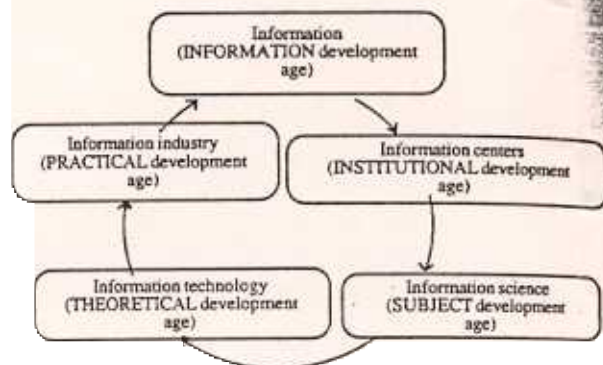 Information
(INFORMATION development
age)
Information industry
(PRACTICAL development
age)
Information centers
(INSTITUTIONAL development
age)
Information technology
(THEORETICAL development
age)
Information science
(SUBJECT development
age)